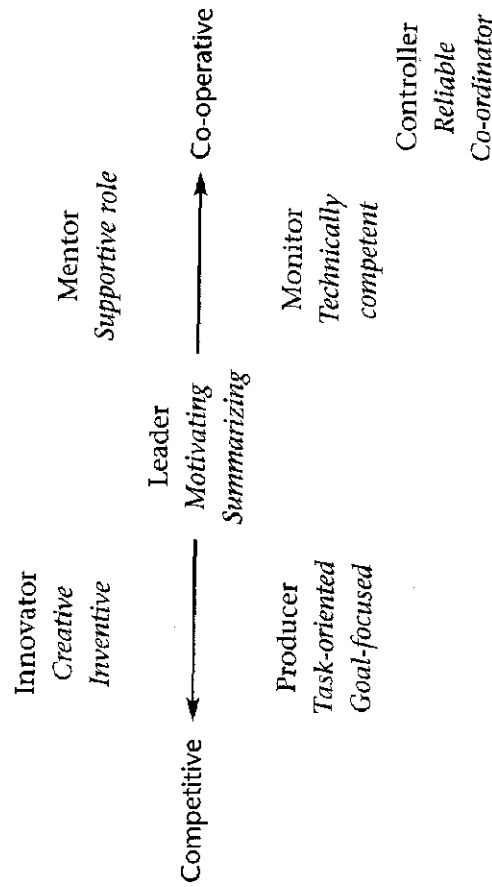 Innovator
Creative
Inventive
Mentor
Supportive role
Competitive
Leader
Motivating
Summarizing
Co-operative
Producer
Task-oriented
Goal-focused
Monitor
Technically
competent
Controller
Reliable
Co-ordinator